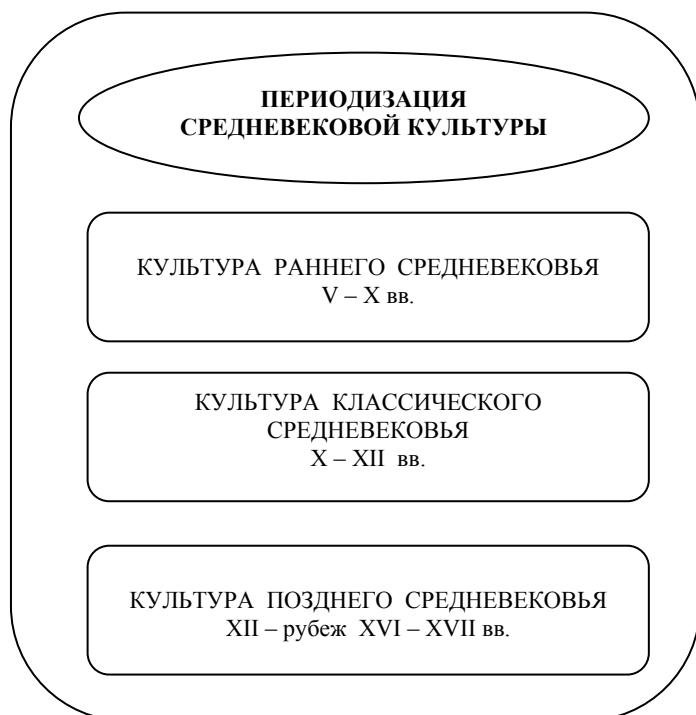 ПЕРИОДИЗАЦИЯ
СРЕДНЕВЕКОВОЙ КУЛЬТУРЫ
КУЛЬТУРА РАННЕГО СРЕДНЕВЕКОВЬЯ
V – X вв.
КУЛЬТУРА КЛАССИЧЕСКОГО
СРЕДНЕВЕКОВЬЯ
X – XII вв.
КУЛЬТУРА ПОЗДНЕГО СРЕДНЕВЕКОВЬЯ
XII – рубеж XVI – XVII вв.